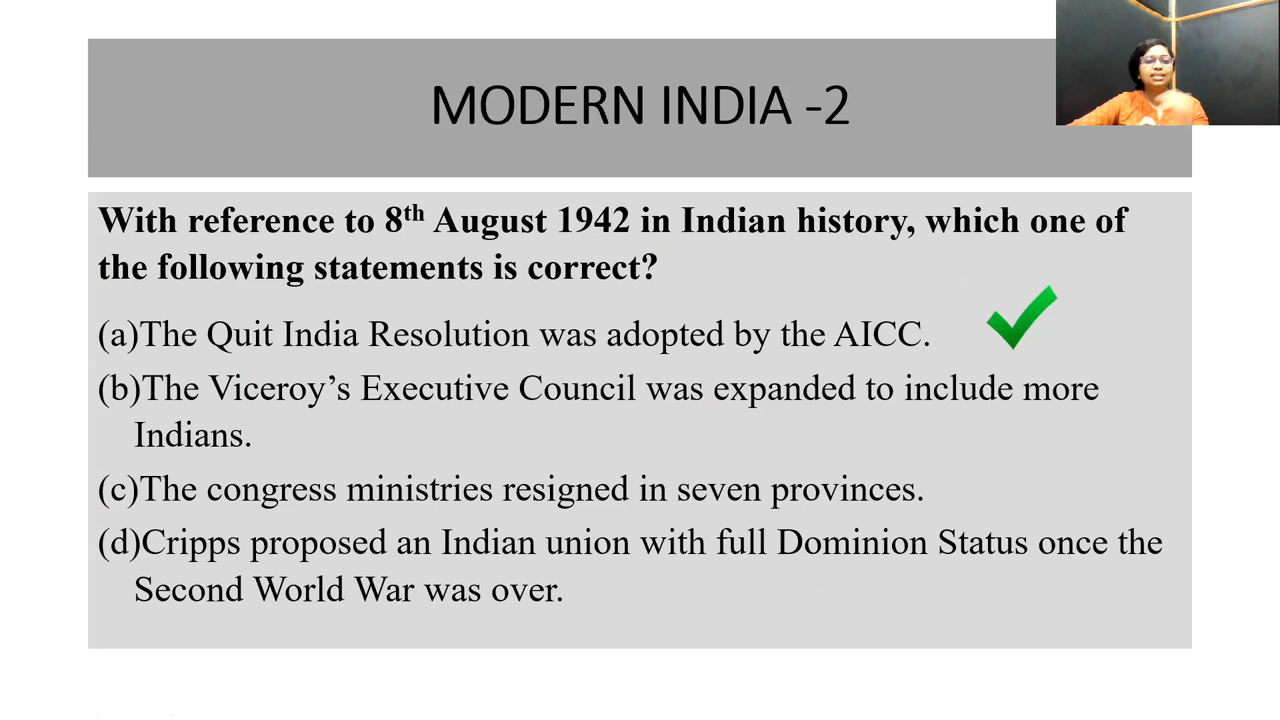 MODERN INDIA -2
With reference to 8th August 1942 in Indian history, which one of
the following statements is correct?
(a)The Quit India Resolution was adopted by the AICC.
(b)The Viceroy’s Executive Council was expanded to include more
Indians.
(c)The congress ministries resigned in seven provinces.
(d)Cripps proposed an Indian union with full Dominion Status once the
Second World War was over.